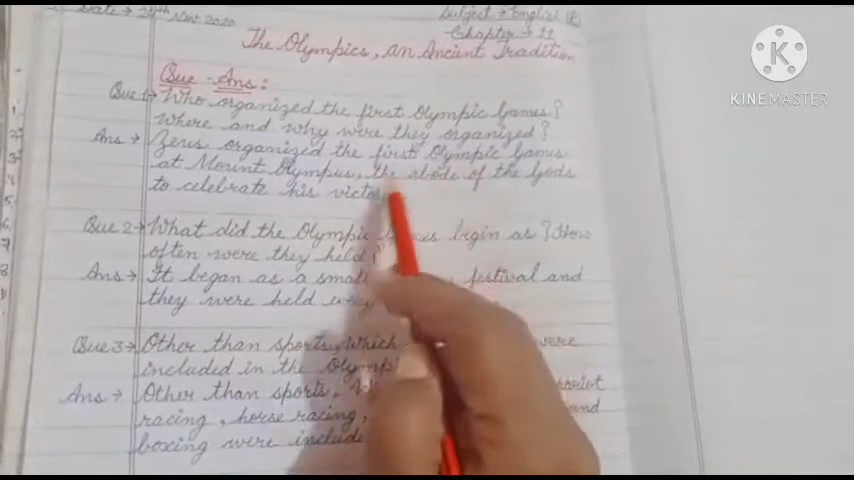 Date → 24th Nov 2020
Subject → English
Chapter → 11
The Olympics, an Ancient Tradition
Que - Ans:
Que 1→ Who organized the first Olympic Games?
Where and why were they organized?
Ans → Zeus organized the first Olympic Games
at Mount Olympus, the abode of the Gods
to celebrate his
Que 2→ What did the Olympic begin as? How
often were they held?
Ans → It began as a small festival and
they were held
Que 3→ Other than sports, which were
included in the
Ans → Other than sports,
racing, horse racing, and
boxing were
K
KINEMASTER